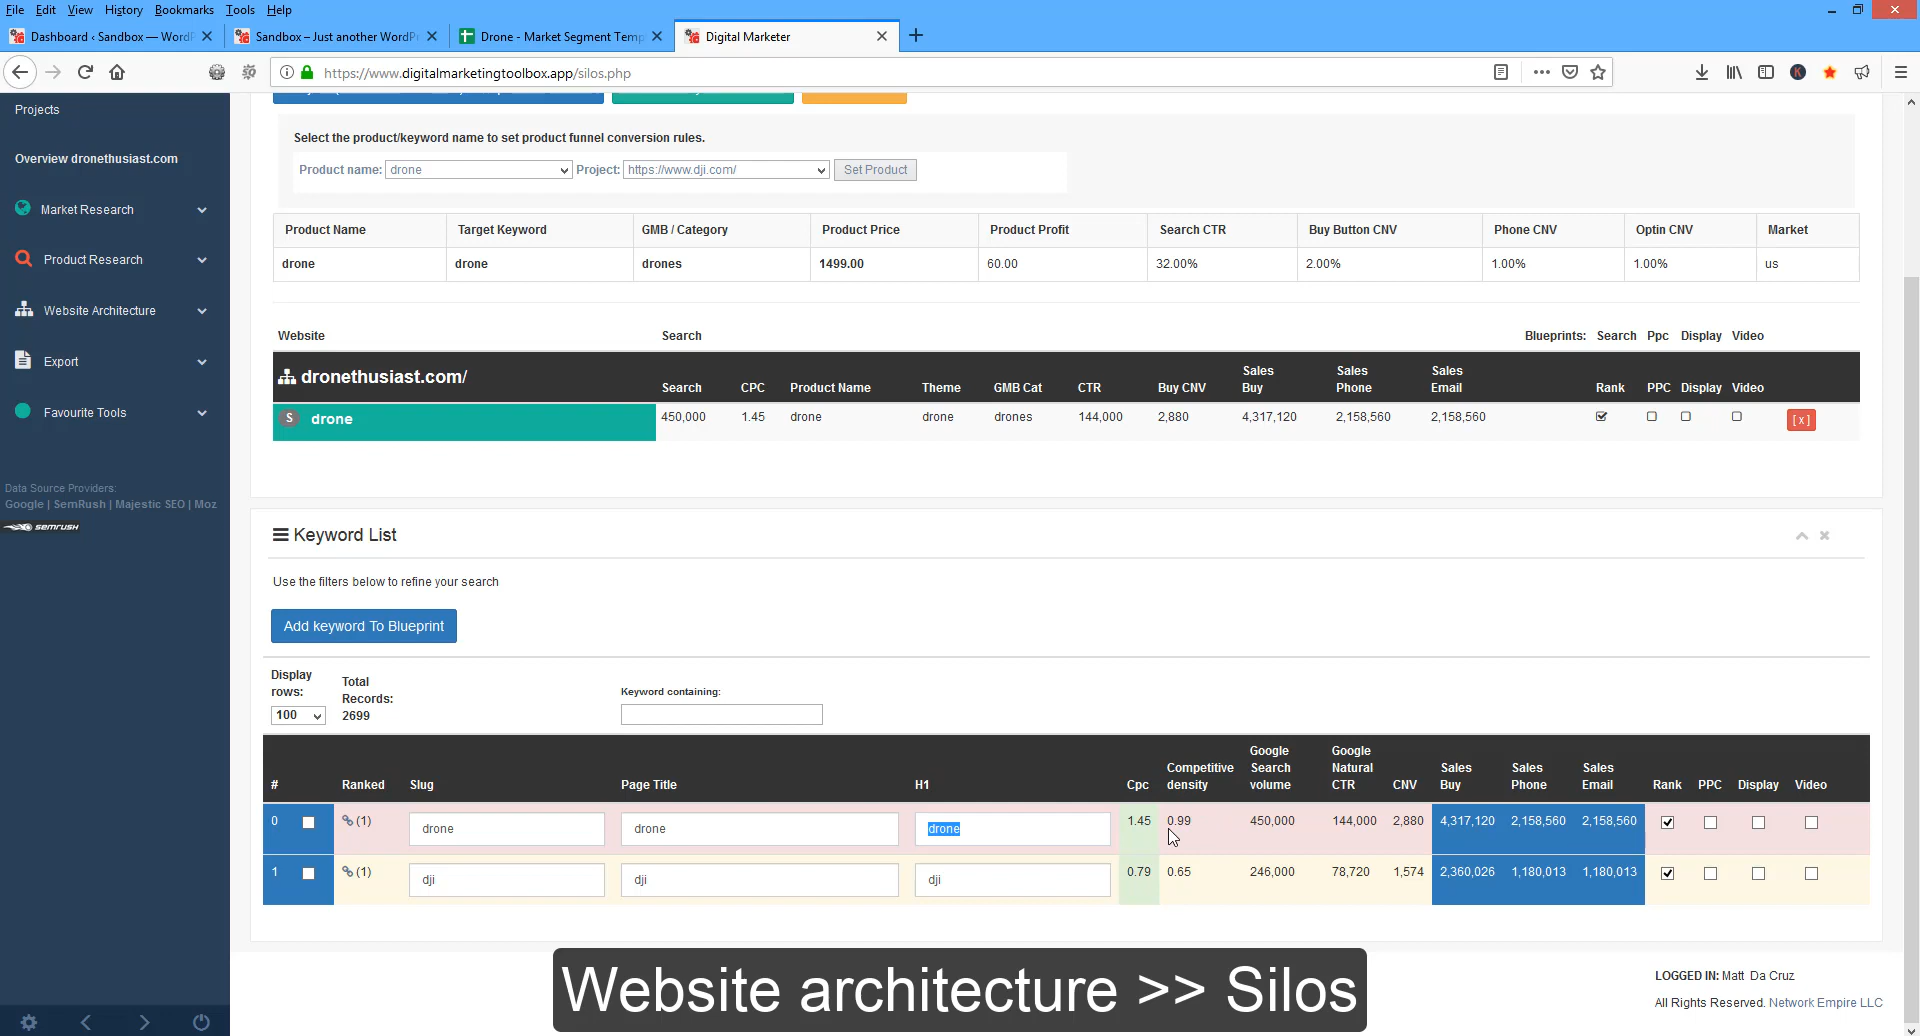 File Edit View History Bookmarks Tools Help
Dashboard ‹ Sandbox — WordP
Sandbox – Just another WordP
Drone - Market Segment Temp
Digital Marketer
https://www.digitalmarketingtoolbox.app/silos.php
Projects
Overview dronethusiast.com
Market Research
Product Research
Website Architecture
Export
Favourite Tools
Data Source Providers:
Google | SemRush | Majestic SEO | Moz
SEMRUSH
Select the product/keyword name to set product funnel conversion rules.
Product name: drone Project: https://www.dji.com/ Set Product
Product Name Target Keyword GMB / Category Product Price Product Profit Search CTR Buy Button CNV Phone CNV Optin CNV Market
drone drone drones 1499.00 60.00 32.00% 2.00% 1.00% 1.00% us
Website Search Blueprints: Search Ppc Display Video
dronethusiast.com/ Search CPC Product Name Theme GMB Cat CTR Buy CNV Sales Buy Sales Phone Sales Email Rank PPC Display Video
S drone 450,000 1.45 drone drone drones 144,000 2,880 4,317,120 2,158,560 2,158,560 [x]
Keyword List
Use the filters below to refine your search
Add keyword To Blueprint
Display rows: 100
Total Records: 2699
Keyword containing:
# Ranked Slug Page Title H1 Cpc Competitive density Google Search volume Google Natural CTR CNV Sales Buy Sales Phone Sales Email Rank PPC Display Video
0 (1) drone drone drone 1.45 0.99 450,000 144,000 2,880 4,317,120 2,158,560 2,158,560
1 (1) dji dji dji 0.79 0.65 246,000 78,720 1,574 2,360,026 1,180,013 1,180,013
Website architecture >> Silos
LOGGED IN: Matt Da Cruz
All Rights Reserved. Network Empire LLC